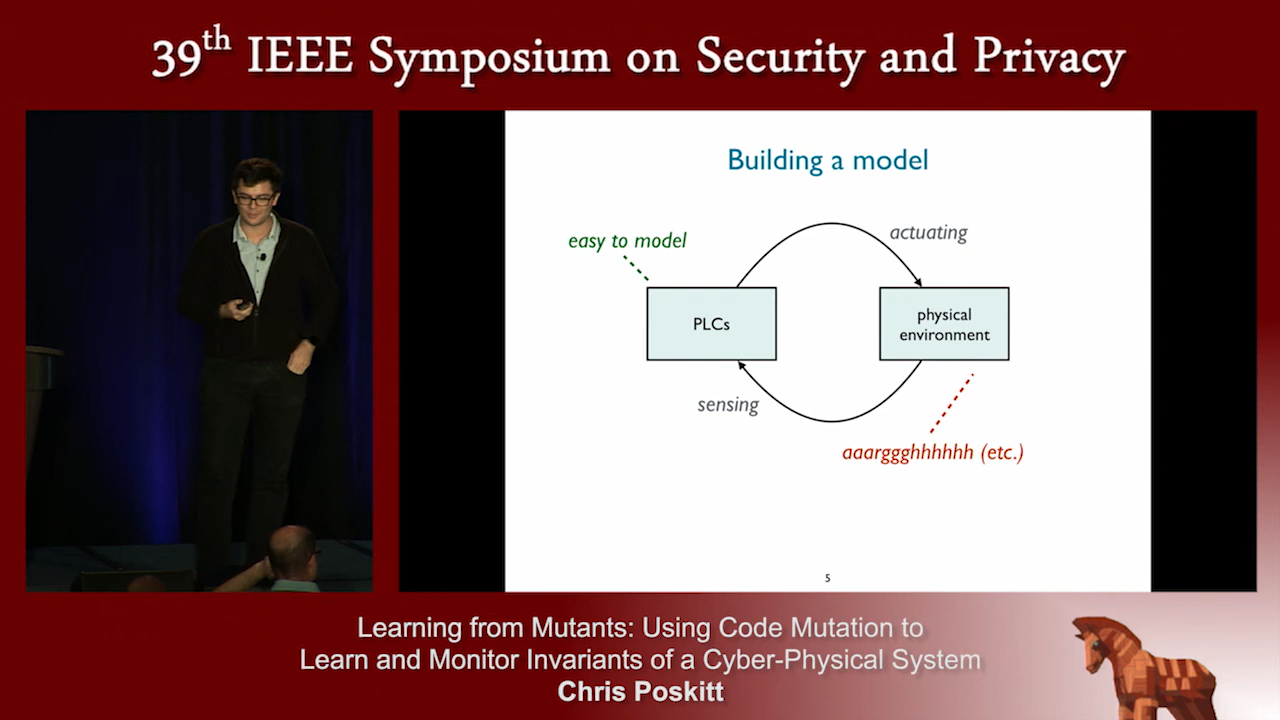 39th IEEE Symposium on Security and Privacy
Building a model
easy to model
actuating
PLCs
physical
environment
sensing
aaarggghhhhhh (etc.)
5
Learning from Mutants: Using Code Mutation to
Learn and Monitor Invariants of a Cyber-Physical System
Chris Poskitt